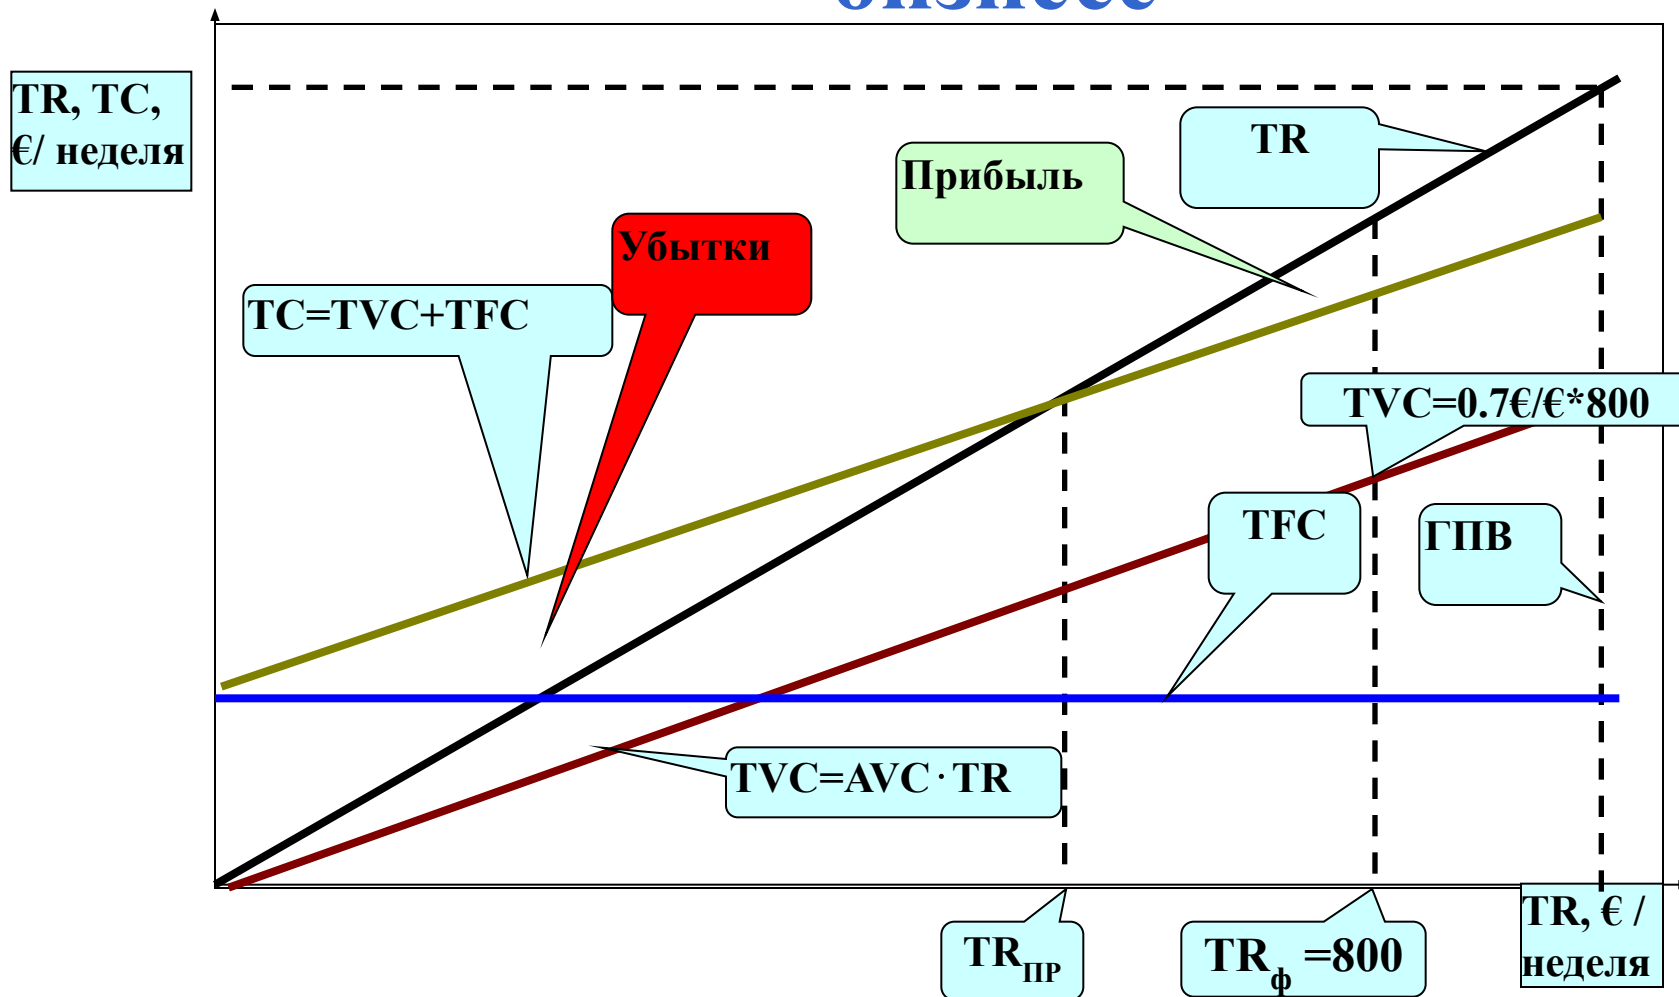 бизнесе
TR, TC,
€/ неделя
TR
Прибыль
Убытки
TC=TVC+TFC
TVC=0.7€/€*800
TFC
ГПВ
TVC=AVC·TR
TR, € /
неделя
TRПР
TRф =800